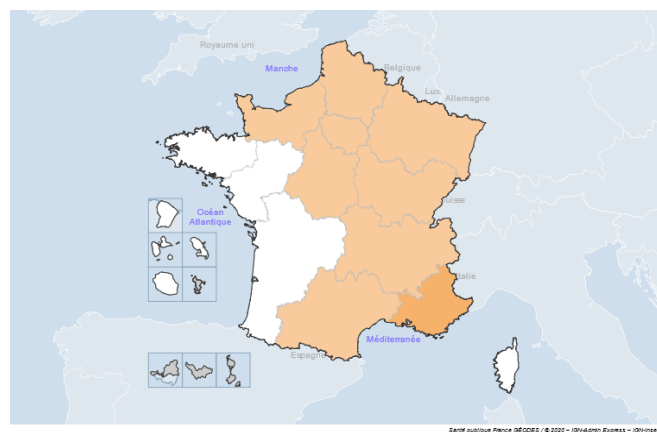 Royaume uni
Manche
Belgique
Lux.
Allemagne
Suisse
Océan
Atlantique
Italie
Méditerranée
Espagne
Santé publique France GÉODES / © 2020 – IGN-Admin Express – IGN-Inse